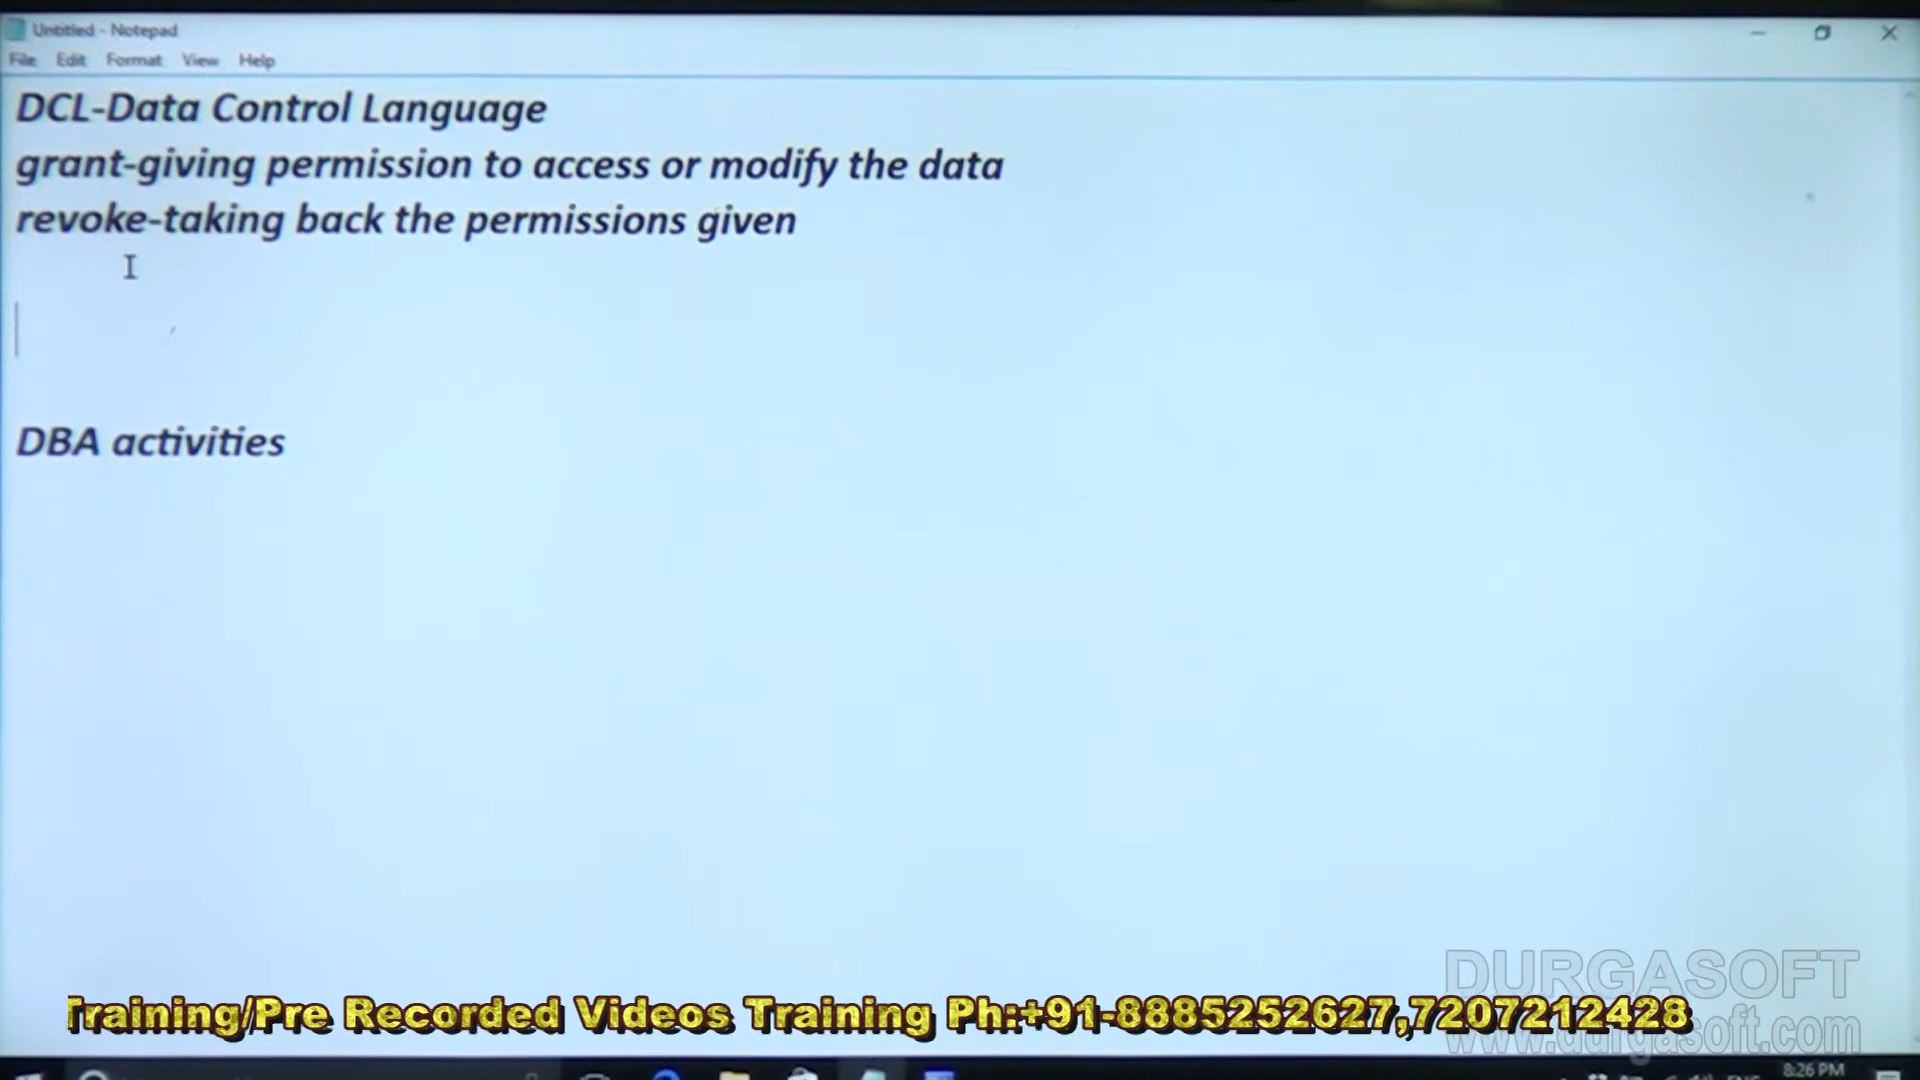 Untitled - Notepad
File Edit Format View Help
DCL-Data Control Language
grant-giving permission to access or modify the data
revoke-taking back the permissions given
DBA activities
DURGASOFT
Training/Pre Recorded Videos Training Ph:+91-8885252627,7207212428
www.durgasoft.com
8:26 PM